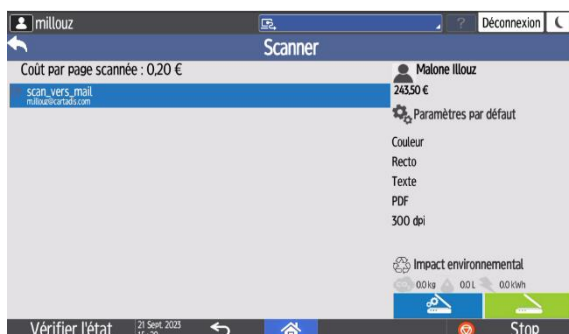 millouz
? Déconnexion
Scanner
Coût par page scannée : 0,20 €
scan_vers_mail
millouz@cartadis.com
Malone Illouz
243,50 €
Paramètres par défaut
Couleur
Recto
Texte
PDF
300 dpi
Impact environnemental
0.0 kg 0.0 L 0.0 kWh
Vérifier l'état
21 Sept. 2023
Stop